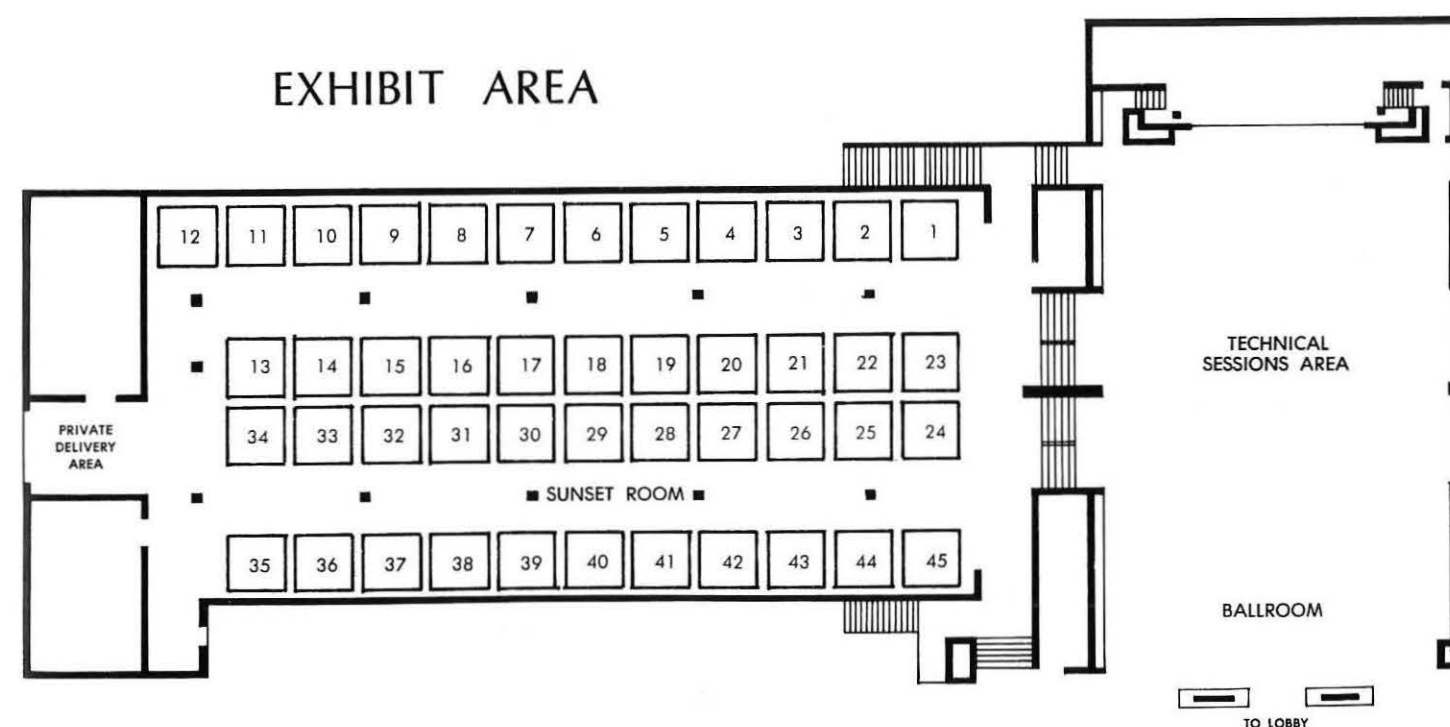 EXHIBIT AREA
12 11 10 9 8 7 6 5 4 3 2 1
13 14 15 16 17 18 19 20 21 22 23
TECHNICAL
SESSIONS AREA
34 33 32 31 30 29 28 27 26 25 24
PRIVATE
DELIVERY
AREA
SUNSET ROOM
35 36 37 38 39 40 41 42 43 44 45
BALLROOM
TO LOBBY